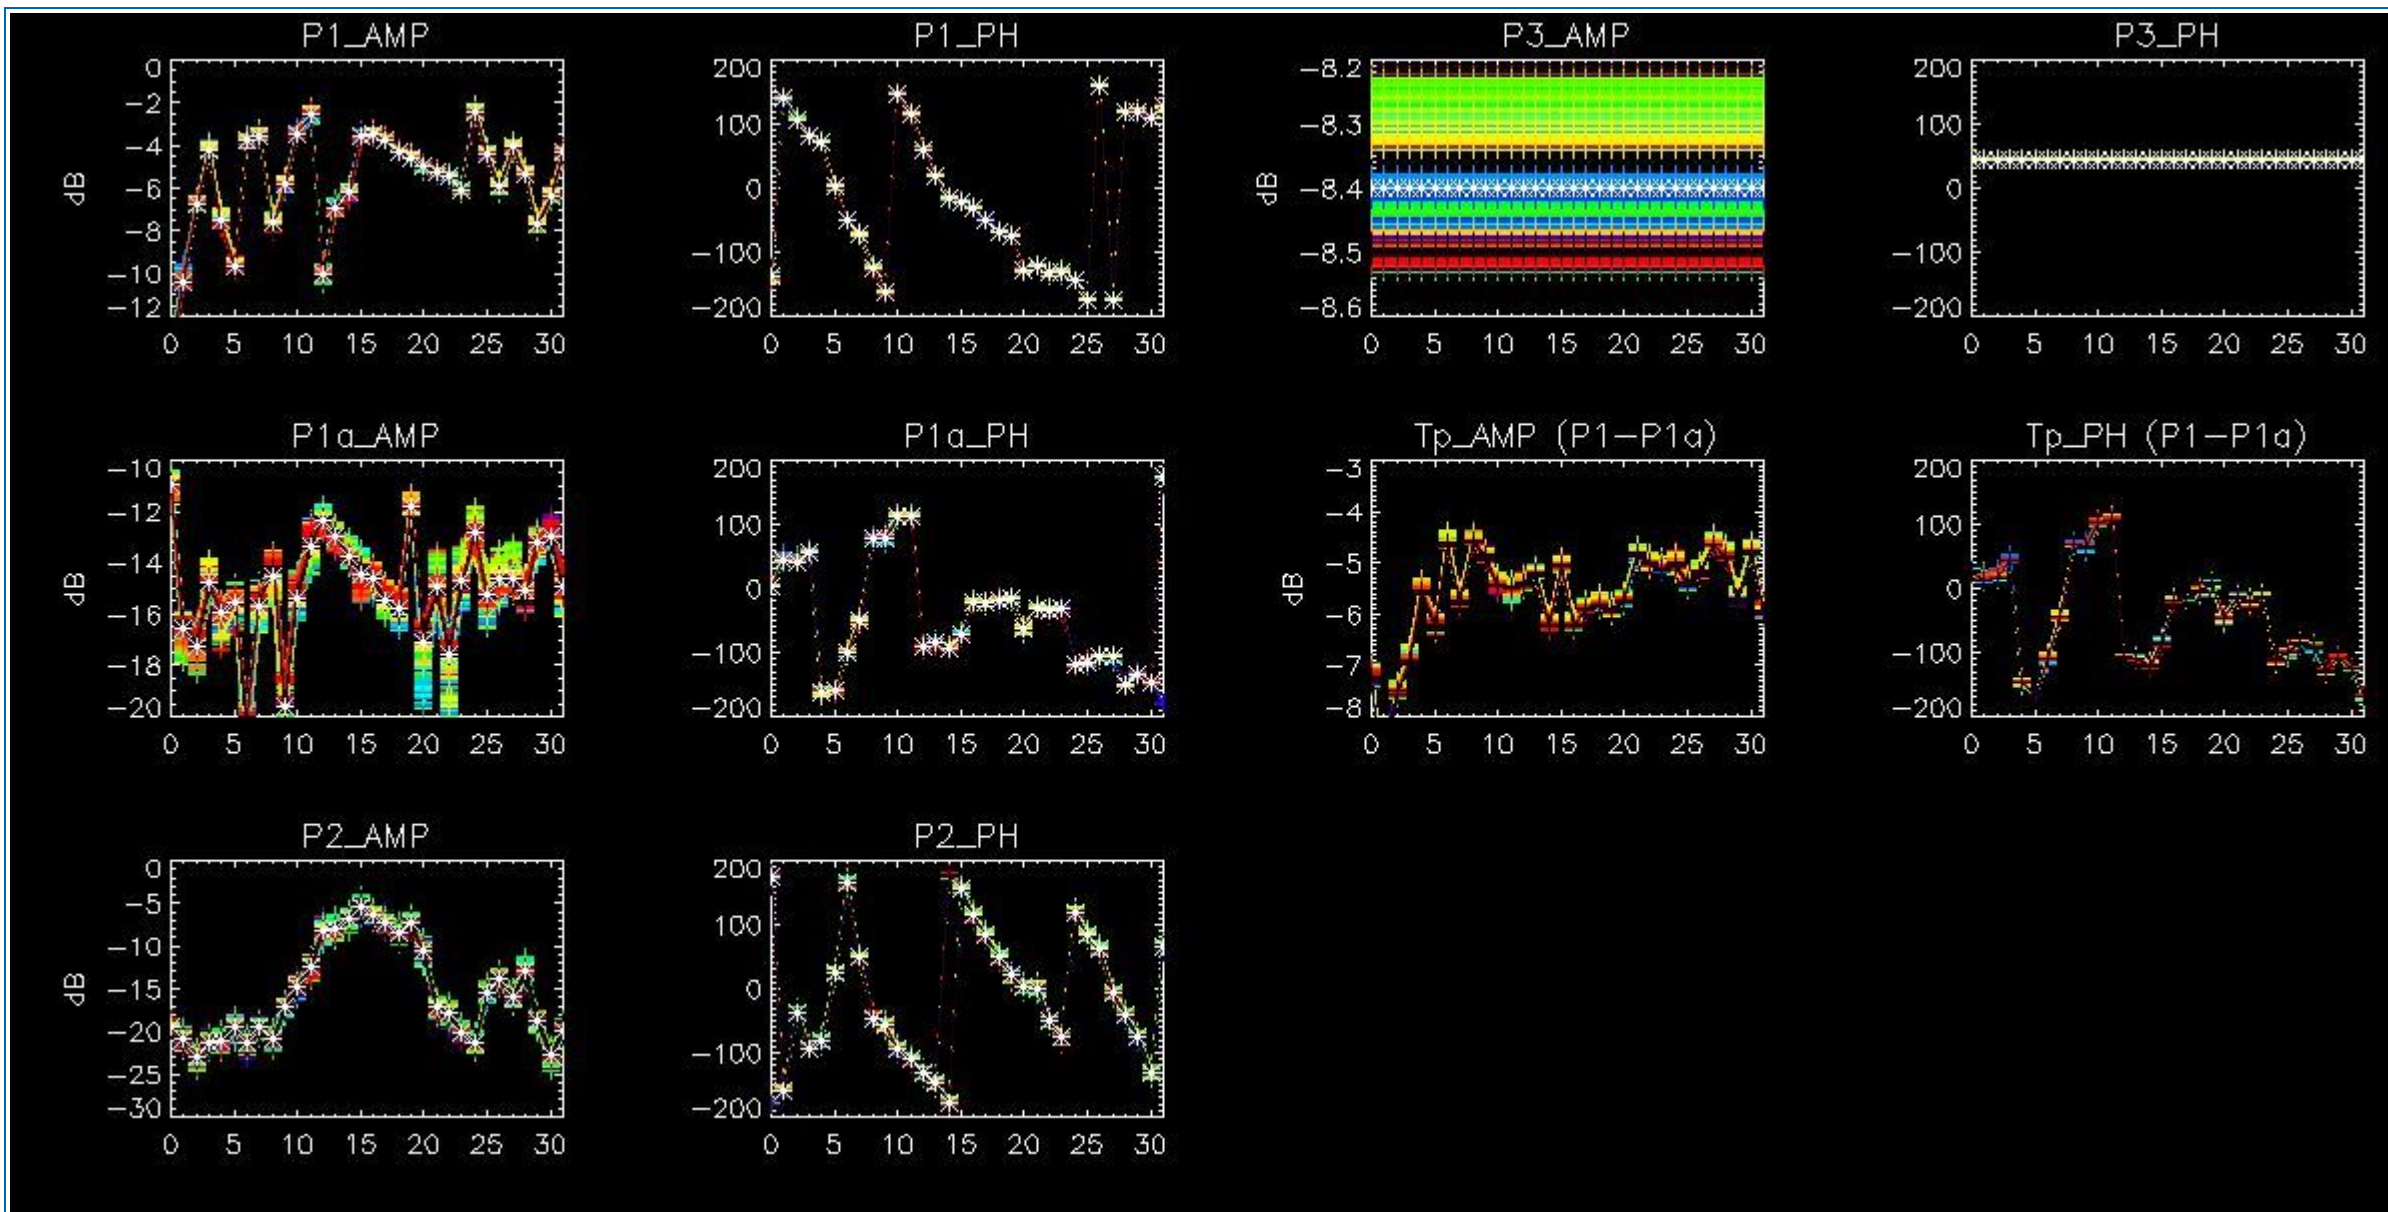 P1_AMP P1_PH P3_AMP P3_PH
0 200 -8.2 200
-2
-4 100 -8.3 100
dB -6 0 dB -8.4 0
-8
-10 -100 -8.5 -100
-12 -200 -8.6 -200
0 5 10 15 20 25 30 0 5 10 15 20 25 30 0 5 10 15 20 25 30 0 5 10 15 20 25 30
P1a_AMP P1a_PH Tp_AMP (P1-P1a) Tp_PH (P1-P1a)
-10 200 -3 200
-12 100 -4 100
dB -14 0 dB -5 0
-16 -6
-18 -100 -7 -100
-20 -200 -8 -200
0 5 10 15 20 25 30 0 5 10 15 20 25 30 0 5 10 15 20 25 30 0 5 10 15 20 25 30
P2_AMP P2_PH
0 200
-5 100
-10
dB -15 0
-20 -100
-25
-30 -200
0 5 10 15 20 25 30 0 5 10 15 20 25 30